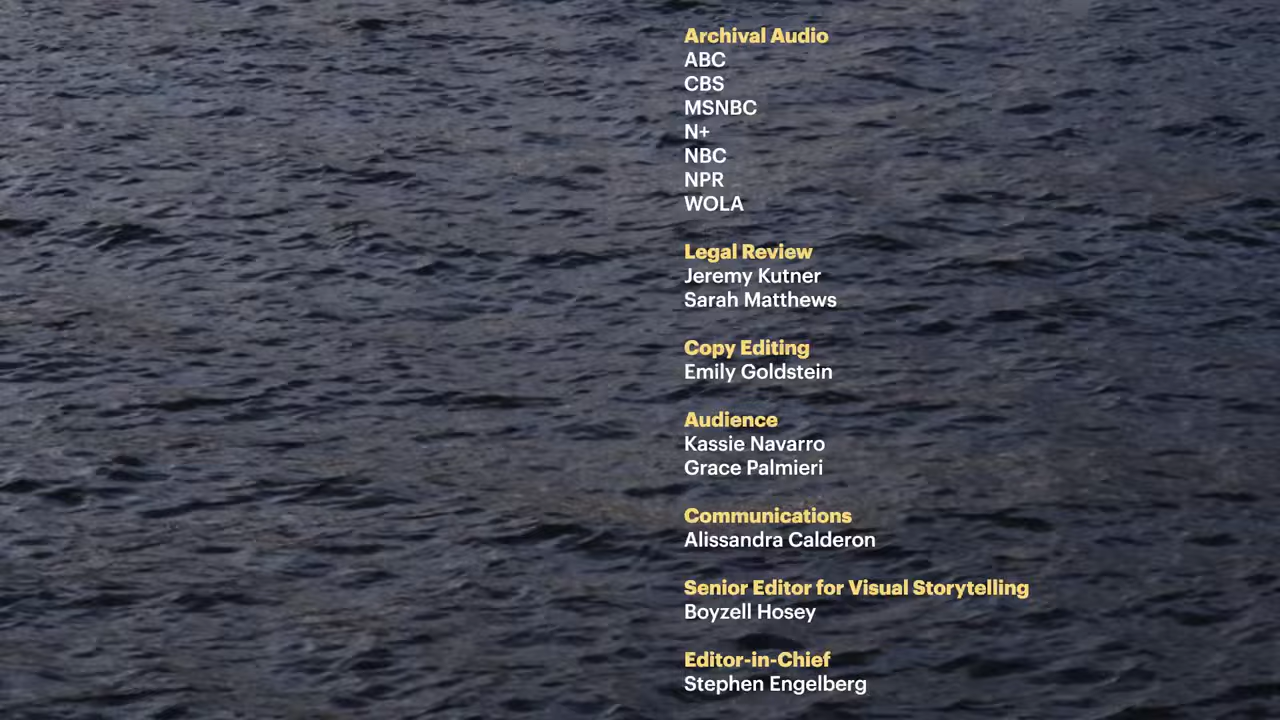 Archival Audio
ABC
CBS
MSNBC
N+
NBC
NPR
WOLA
Legal Review
Jeremy Kutner
Sarah Matthews
Copy Editing
Emily Goldstein
Audience
Kassie Navarro
Grace Palmieri
Communications
Alissandra Calderon
Senior Editor for Visual Storytelling
Boyzell Hosey
Editor-in-Chief
Stephen Engelberg